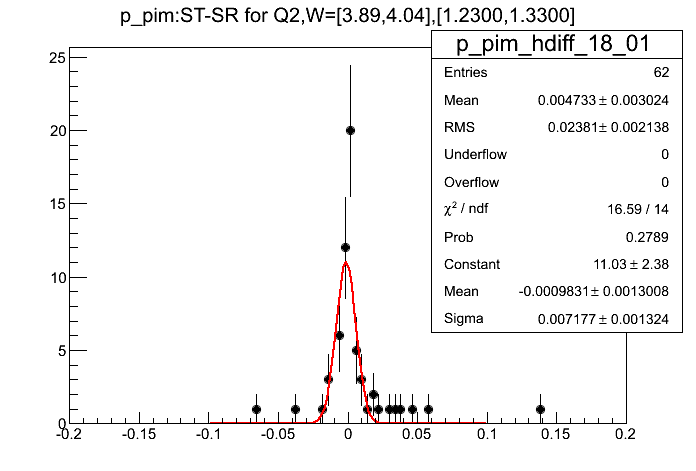 p_pim:ST-SR for Q2,W=[3.89,4.04],[1.2300,1.3300]
p_pim_hdiff_18_01
Entries 62
Mean 0.004733 ± 0.003024
RMS 0.02381 ± 0.002138
Underflow 0
Overflow 0
χ² / ndf 16.59 / 14
Prob 0.2789
Constant 11.03 ± 2.38
Mean -0.0009831 ± 0.0013008
Sigma 0.007177 ± 0.001324
25
20
15
10
5
0
-0.2 -0.15 -0.1 -0.05 0 0.05 0.1 0.15 0.2